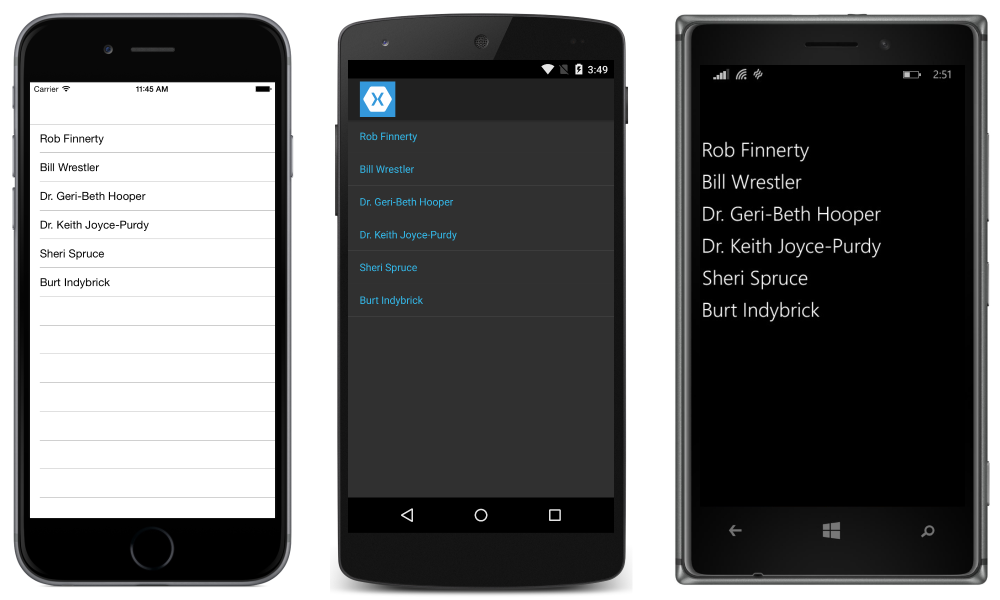 Carrier 11:45 AM
Rob Finnerty
Bill Wrestler
Dr. Geri-Beth Hooper
Dr. Keith Joyce-Purdy
Sheri Spruce
Burt Indybrick
3:49
X
Rob Finnerty
Bill Wrestler
Dr. Geri-Beth Hooper
Dr. Keith Joyce-Purdy
Sheri Spruce
Burt Indybrick
2:51
Rob Finnerty
Bill Wrestler
Dr. Geri-Beth Hooper
Dr. Keith Joyce-Purdy
Sheri Spruce
Burt Indybrick